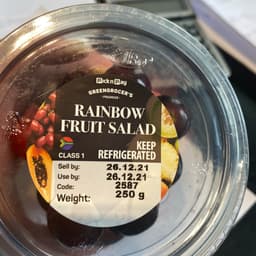 Pick n Pay
GREENGROCER'S
RAINBOW
FRUIT SALAD
KEEP
CLASS 1 REFRIGERATED
Sell by: 26.12.21
Use by: 26.12.21
Code: 2587
Weight: 250 g